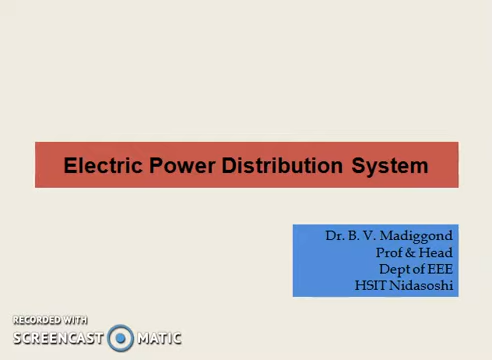 Electric Power Distribution System
Dr. B. V. Madiggond
Prof & Head
Dept of EEE
HSIT Nidasoshi
RECORDED WITH
SCREENCAST MATIC